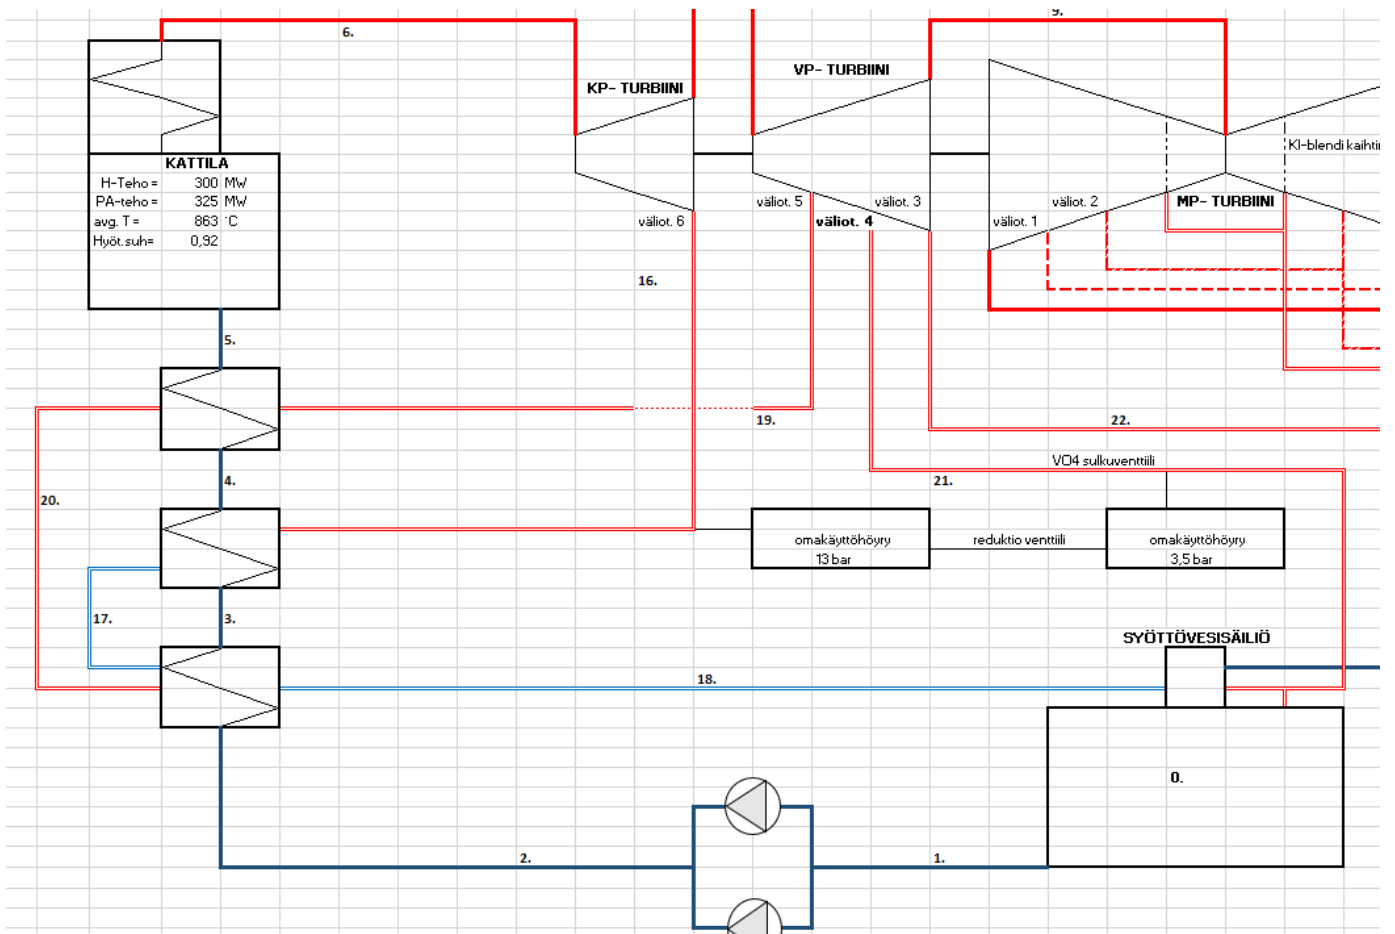 9.
6.
VP- TURBIINI
KP- TURBIINI
KI-blendi kaihtin
KATTILA
H-Teho = 300 MW
PA-teho = 325 MW
avg. T = 863 °C
Hyöt.suh= 0,92
väliot. 6
väliot. 5
väliot. 4
väliot. 3
väliot. 1
väliot. 2
MP- TURBIINI
16.
5.
19.
22.
4.
20.
VO4 sulkuventtiili
21.
omakäyttöhöyry
13 bar
reduktio venttiili
omakäyttöhöyry
3,5 bar
17.
3.
SYÖTTÖVESISÄILIÖ
18.
0.
2.
1.